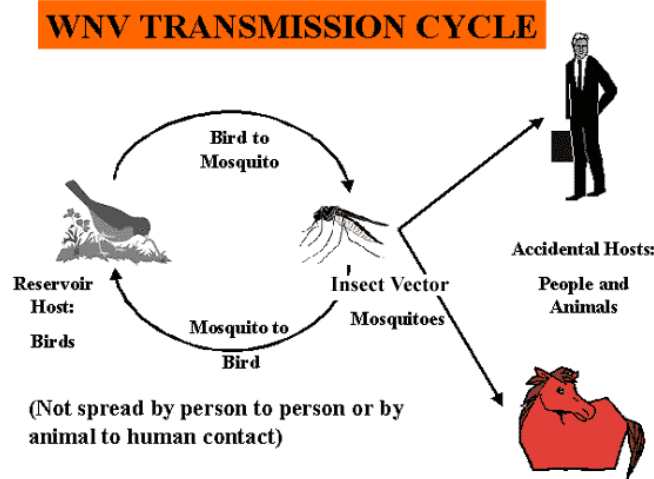 WNV TRANSMISSION CYCLE
Bird to
Mosquito
Reservoir
Host:
Birds
Insect Vector
Mosquitoes
Mosquito to
Bird
Accidental Hosts:
People and
Animals
(Not spread by person to person or by
animal to human contact)